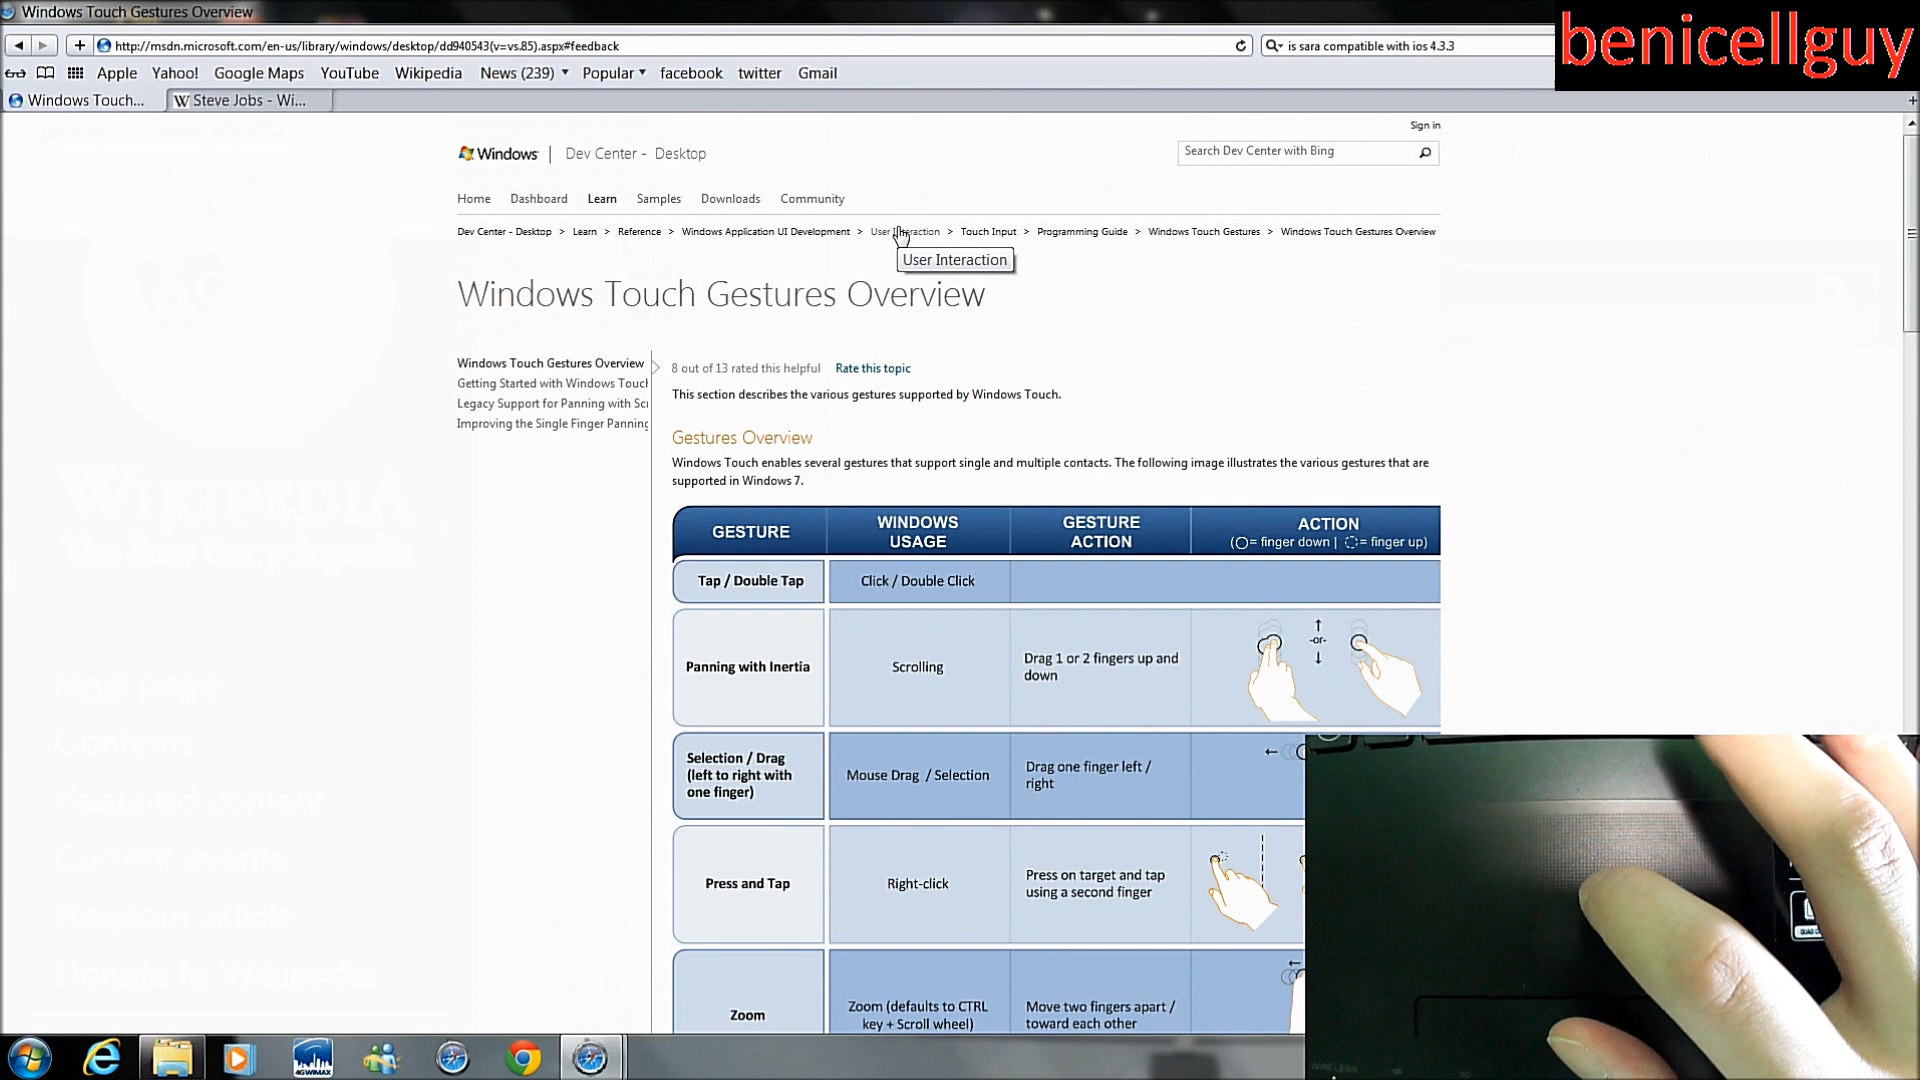 Windows Touch Gestures Overview
benicellguy
http://msdn.microsoft.com/en-us/library/windows/desktop/dd940543(v=vs.85).aspx#feedback
is sara compatible with ios 4.3.3
Apple Yahoo! Google Maps YouTube Wikipedia News (239) Popular facebook twitter Gmail
Windows Touch... W Steve Jobs - Wi...
Sign in
Windows | Dev Center - Desktop
Search Dev Center with Bing
Home Dashboard Learn Samples Downloads Community
Dev Center - Desktop > Learn > Reference > Windows Application UI Development > User Interaction > Touch Input > Programming Guide > Windows Touch Gestures > Windows Touch Gestures Overview
User Interaction
Windows Touch Gestures Overview
Windows Touch Gestures Overview
Getting Started with Windows Touch
Legacy Support for Panning with Scr
Improving the Single Finger Panning
8 out of 13 rated this helpful Rate this topic
This section describes the various gestures supported by Windows Touch.
Gestures Overview
Windows Touch enables several gestures that support single and multiple contacts. The following image illustrates the various gestures that are
supported in Windows 7.
GESTURE WINDOWS USAGE GESTURE ACTION ACTION
(= finger down | = finger up)
Tap / Double Tap Click / Double Click
Panning with Inertia Scrolling Drag 1 or 2 fingers up and
down
-or-
Selection / Drag
(left to right with
one finger)
Mouse Drag / Selection
Drag one finger left /
right
Press and Tap Right-click Press on target and tap
using a second finger
Zoom Zoom (defaults to CTRL
key + Scroll wheel)
Move two fingers apart /
toward each other
WIKIPEDIA
4G WiMAX